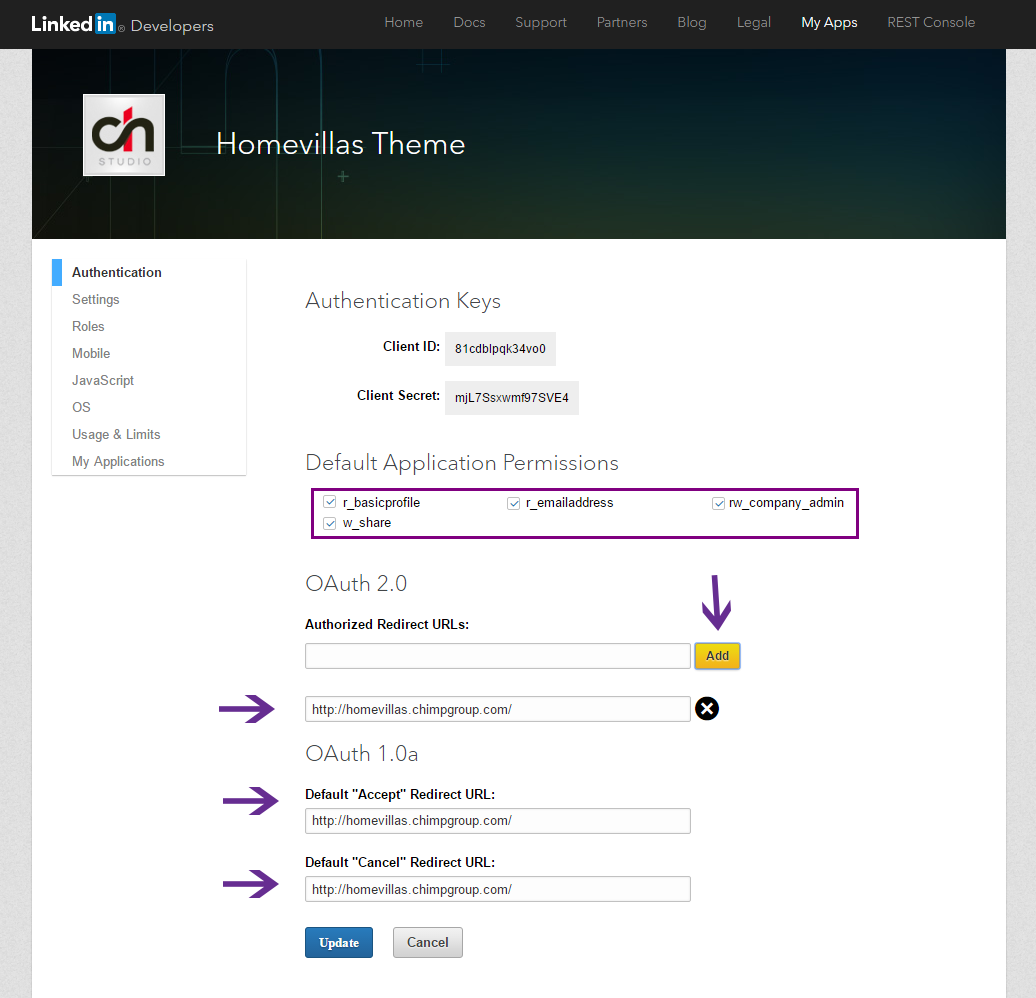 Linked in ® Developers
Home Docs Support Partners Blog Legal My Apps REST Console
ch
STUDIO
Homevillas Theme
Authentication
Settings
Roles
Mobile
JavaScript
OS
Usage & Limits
My Applications
Authentication Keys
Client ID: 81cdblpqk34vo0
Client Secret: mjL7Ssxwmf97SVE4
Default Application Permissions
r_basicprofile r_emailaddress rw_company_admin
w_share
OAuth 2.0
Authorized Redirect URLs:
Add
http://homevillas.chimpgroup.com/
OAuth 1.0a
Default "Accept" Redirect URL:
http://homevillas.chimpgroup.com/
Default "Cancel" Redirect URL:
http://homevillas.chimpgroup.com/
Update Cancel